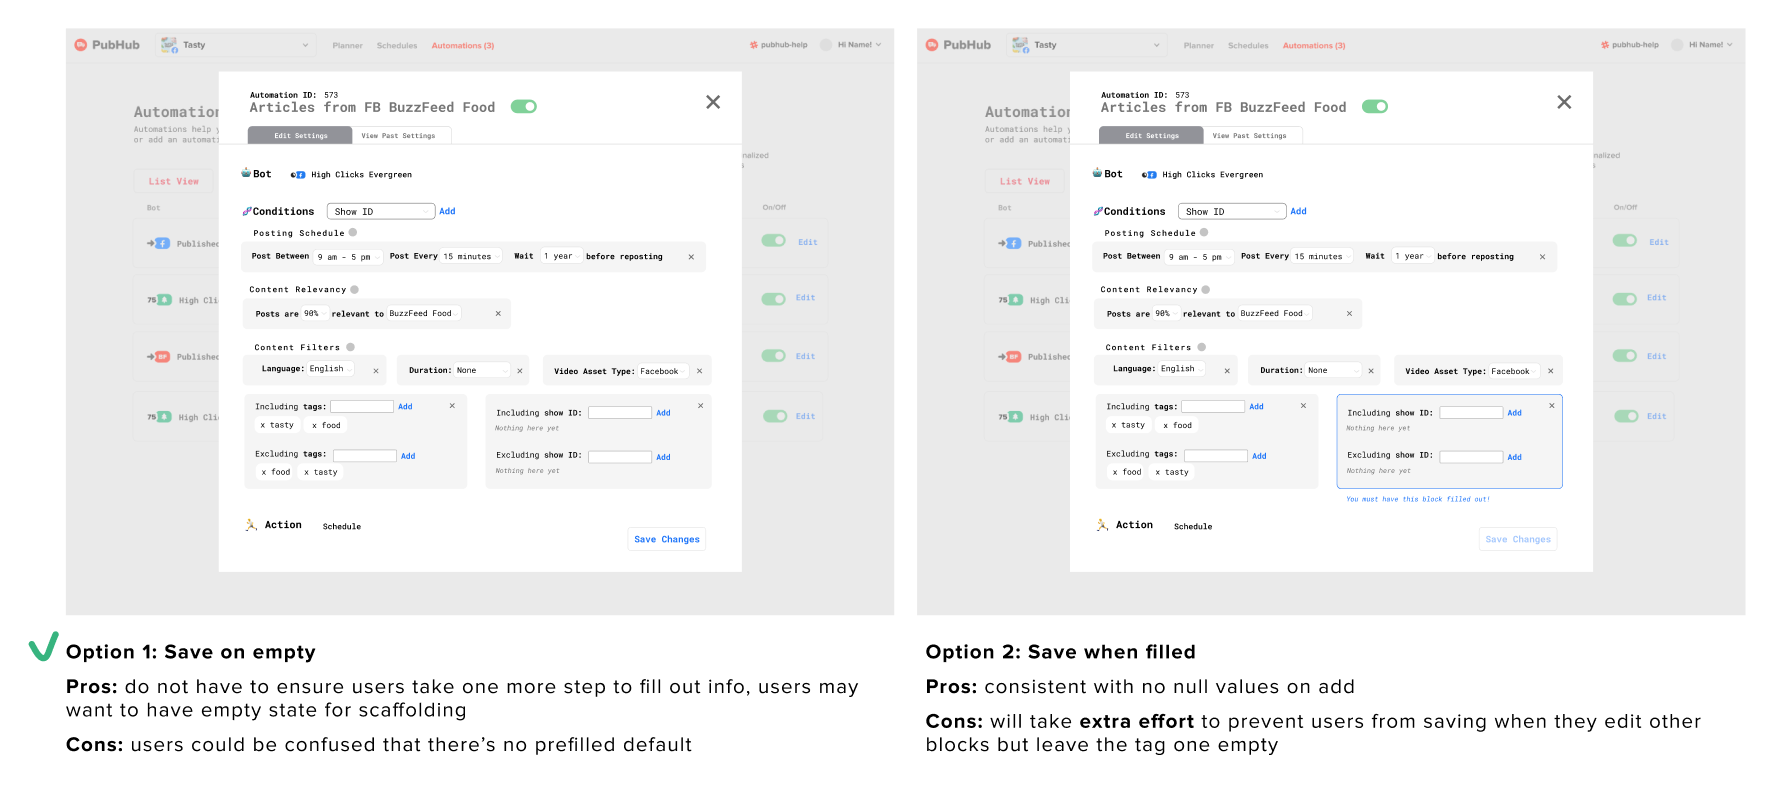 PubHub
Tasty
Planner
Schedules
Automations (3)
pubhub-help
Hi Name!
Automation
Automations help
or add an automati
nalized
List View
Bot
On/Off
Published
Edit
75
High Cli
Edit
Published
Edit
75
High Cli
Edit
Automation ID: 573
Articles from FB BuzzFeed Food
Edit Settings
View Past Settings
Bot
High Clicks Evergreen
Conditions
Show ID
Add
Posting Schedule
Post Between 9 am - 5 pm Post Every 15 minutes Wait 1 year before reposting
Content Relevancy
Posts are 90% relevant to BuzzFeed Food
Content Filters
Language: English
Duration: None
Video Asset Type: Facebook
Including tags: Add
x tasty x food
Excluding tags: Add
x food x tasty
Including show ID: Add
Nothing here yet
Excluding show ID: Add
Nothing here yet
Action
Schedule
Save Changes
Option 1: Save on empty
Pros: do not have to ensure users take one more step to fill out info, users may
want to have empty state for scaffolding
Cons: users could be confused that there's no prefilled default
PubHub
Tasty
Planner
Schedules
Automations (3)
pubhub-help
Hi Name!
Automation
Automations help
or add an automati
nalized
List View
Bot
On/Off
Published
Edit
75
High Cli
Edit
Published
Edit
75
High Cli
Edit
Automation ID: 573
Articles from FB BuzzFeed Food
Edit Settings
View Past Settings
Bot
High Clicks Evergreen
Conditions
Show ID
Add
Posting Schedule
Post Between 9 am - 5 pm Post Every 15 minutes Wait 1 year before reposting
Content Relevancy
Posts are 90% relevant to BuzzFeed Food
Content Filters
Language: English
Duration: None
Video Asset Type: Facebook
Including tags: Add
x tasty x food
Excluding tags: Add
x food x tasty
Including show ID: Add
Nothing here yet
Excluding show ID: Add
Nothing here yet
You must have this block filled out!
Action
Schedule
Save Changes
Option 2: Save when filled
Pros: consistent with no null values on add
Cons: will take extra effort to prevent users from saving when they edit other
blocks but leave the tag one empty